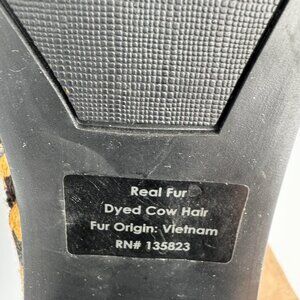 Real Fur
Dyed Cow Hair
Fur Origin: Vietnam
RN# 135823